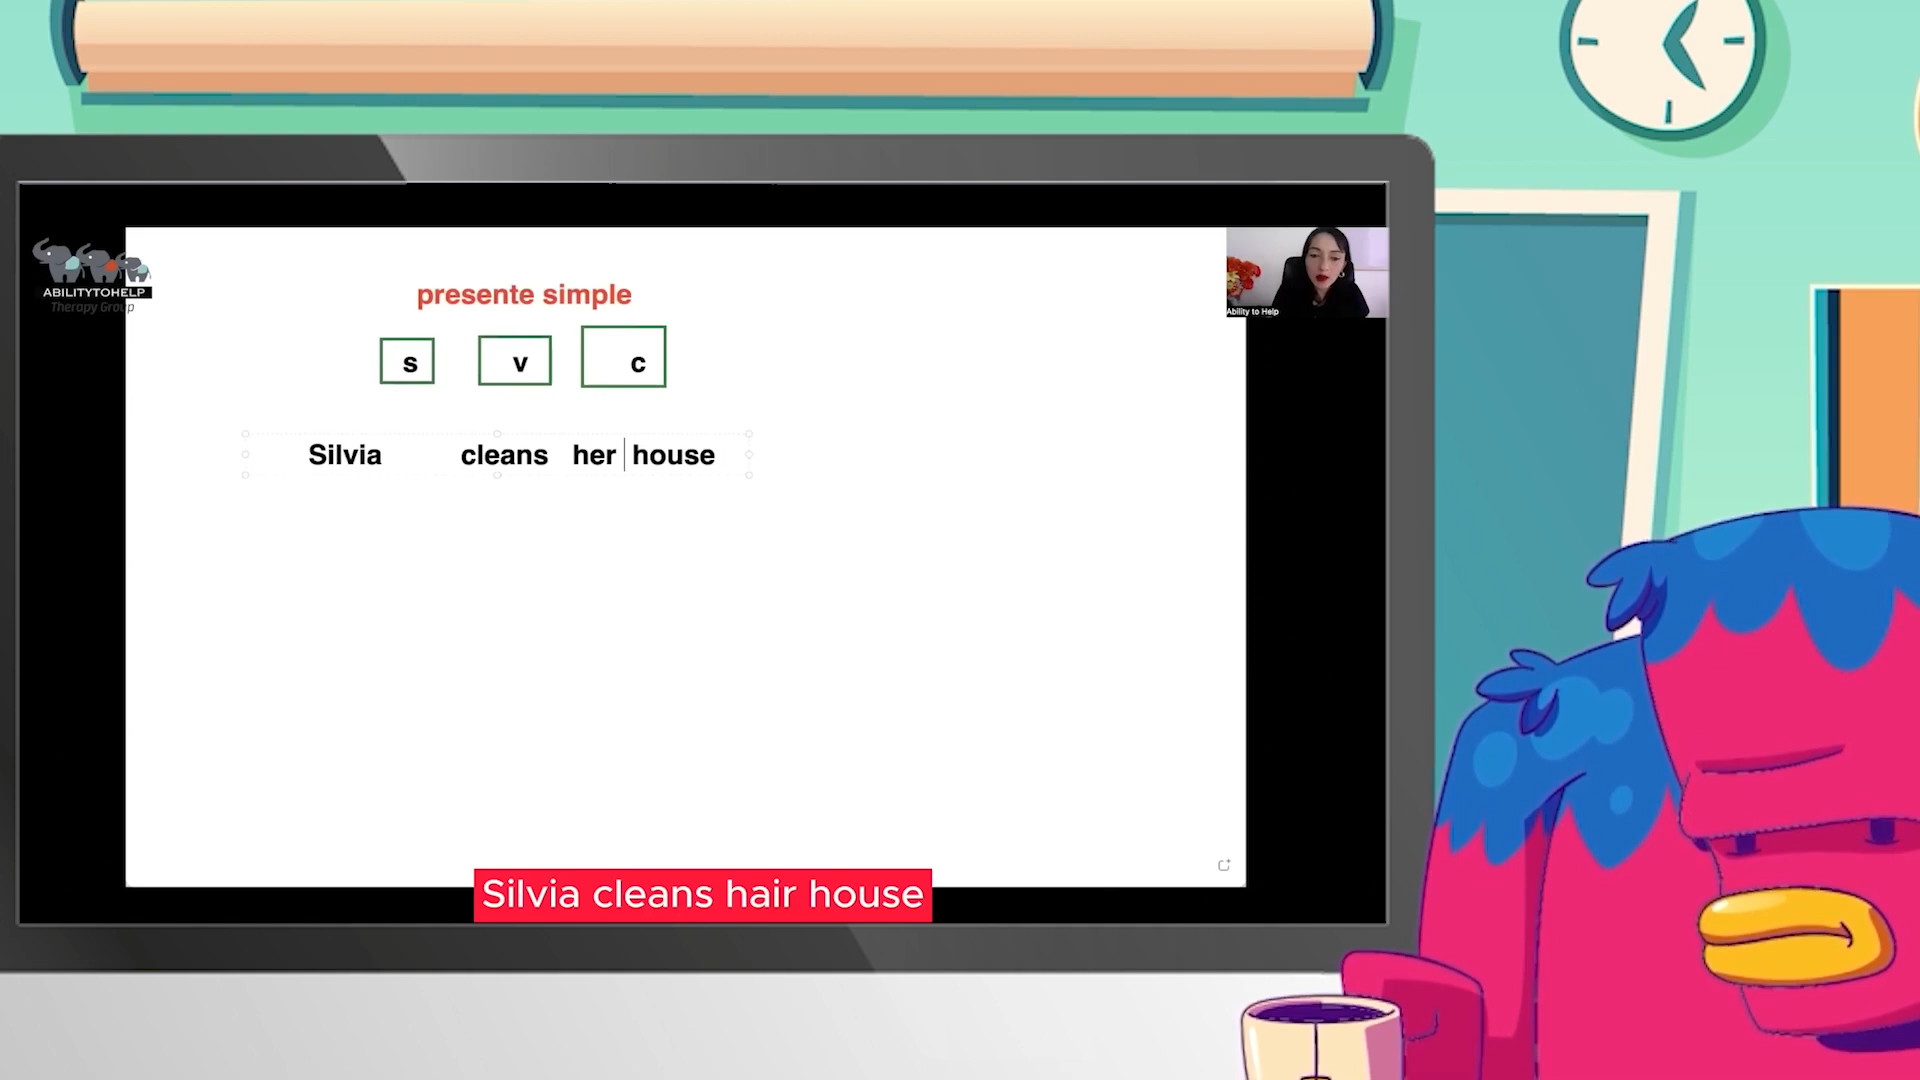 ABILITYTOHELP
Therapy Group
Ability to Help
presente simple
s v c
Silvia cleans her house
Silvia cleans hair house